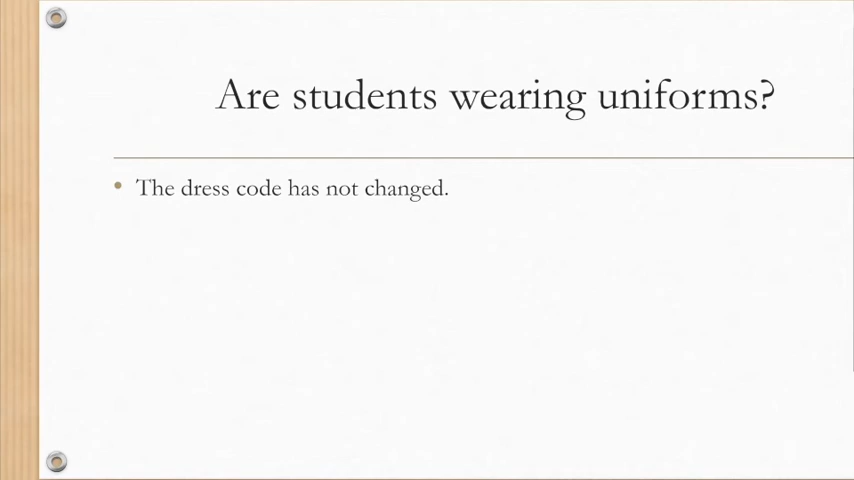 Are students wearing uniforms?
• The dress code has not changed.